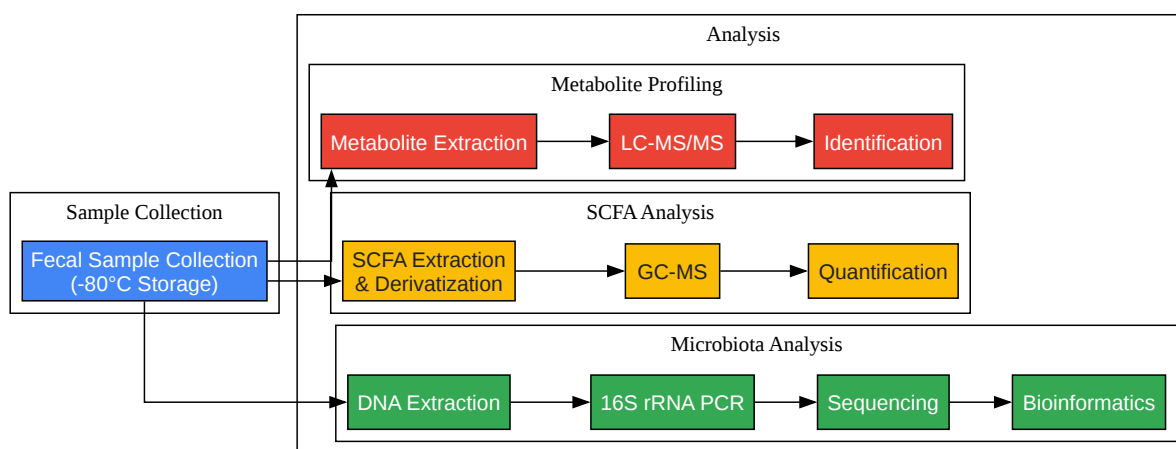 Analysis
Metabolite Profiling
Metabolite Extraction
LC-MS/MS
Identification
Sample Collection
Fecal Sample Collection
(-80°C Storage)
SCFA Analysis
SCFA Extraction
& Derivatization
GC-MS
Quantification
Microbiota Analysis
DNA Extraction
16S rRNA PCR
Sequencing
Bioinformatics